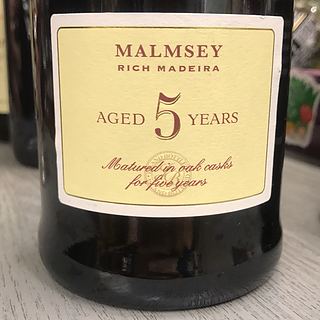 MALMSEY
RICH MADEIRA
AGED 5 YEARS
Matured in oak casks
for five years